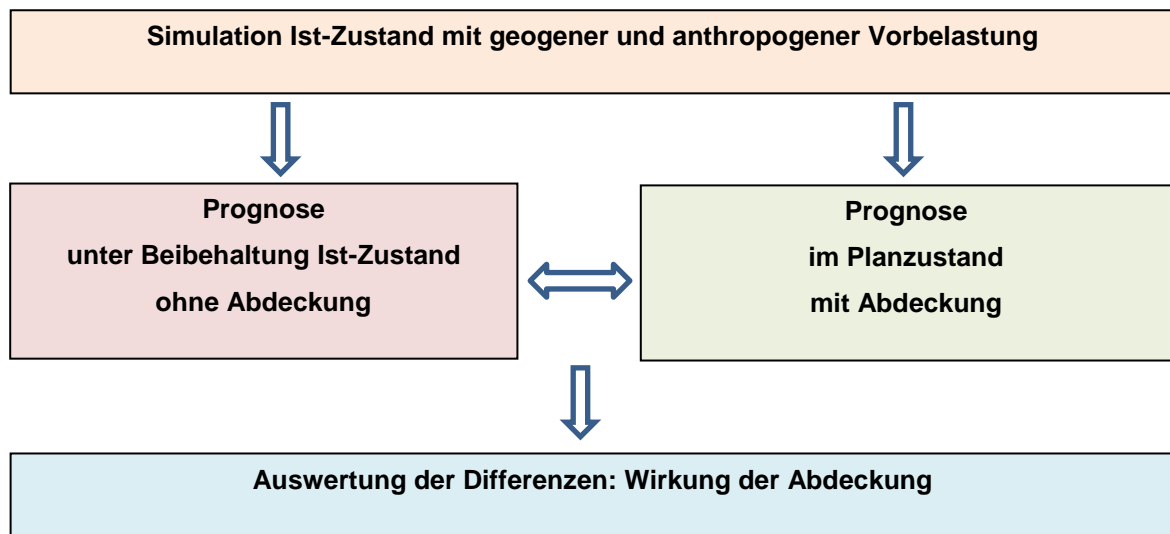 Simulation Ist-Zustand mit geogener und anthropogener Vorbelastung
Prognose
unter Beibehaltung Ist-Zustand
ohne Abdeckung
Prognose
im Planzustand
mit Abdeckung
Auswertung der Differenzen: Wirkung der Abdeckung